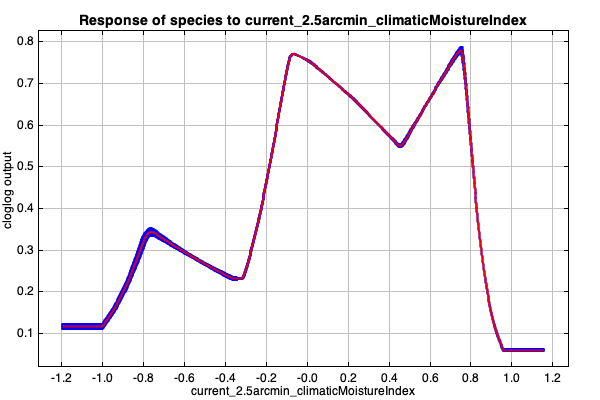 Response of species to current_2.5arcmin_climaticMoistureIndex
cloglog output
0.8
0.7
0.6
0.5
0.4
0.3
0.2
0.1
-1.2 -1.0 -0.8 -0.6 -0.4 -0.2 -0.0 0.2 0.4 0.6 0.8 1.0 1.2
current_2.5arcmin_climaticMoistureIndex